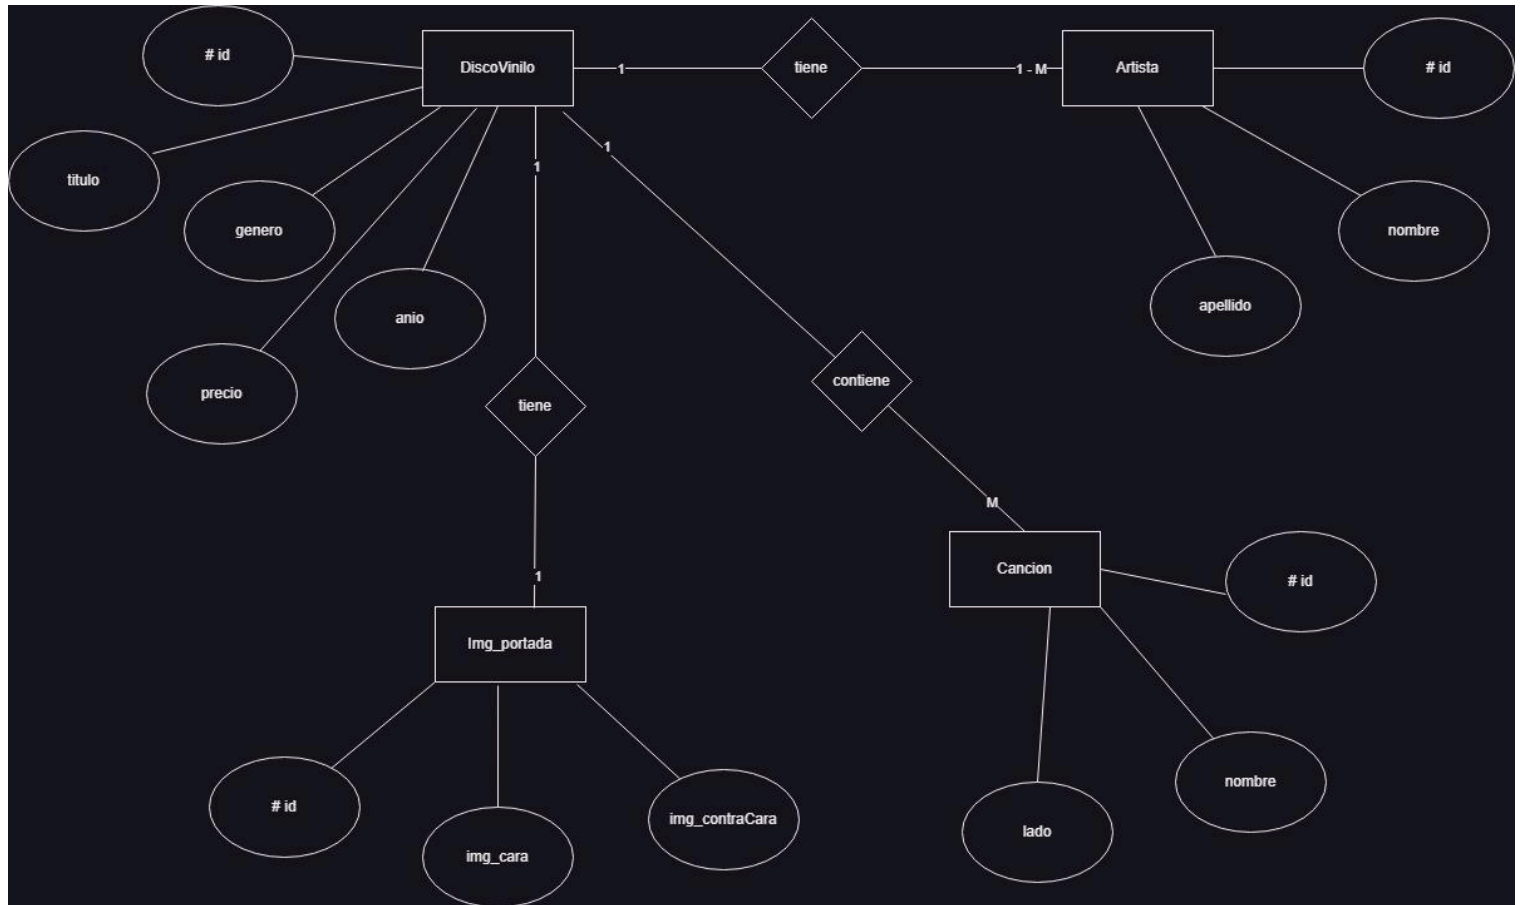 # id
DiscoVinilo
1
tiene
1 - M
Artista
# id
titulo
genero
anio
precio
1
1
nombre
apellido
tiene
contiene
M
1
Cancion
# id
Img_portada
# id
img_cara
img_contraCara
lado
nombre